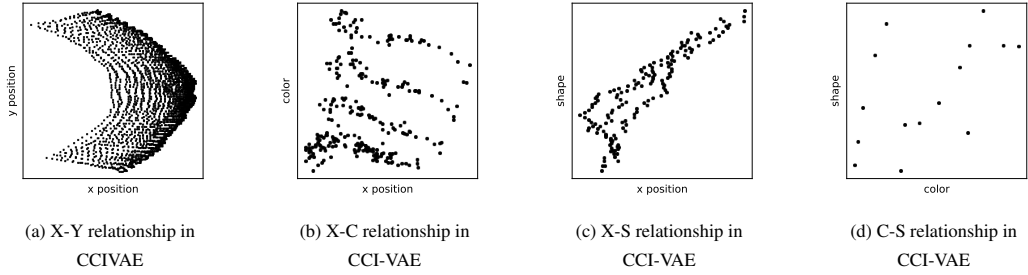 y position
x position
color
x position
shape
x position
shape
color
(a) X-Y relationship in
CCIVAE
(b) X-C relationship in
CCI-VAE
(c) X-S relationship in
CCI-VAE
(d) C-S relationship in
CCI-VAE